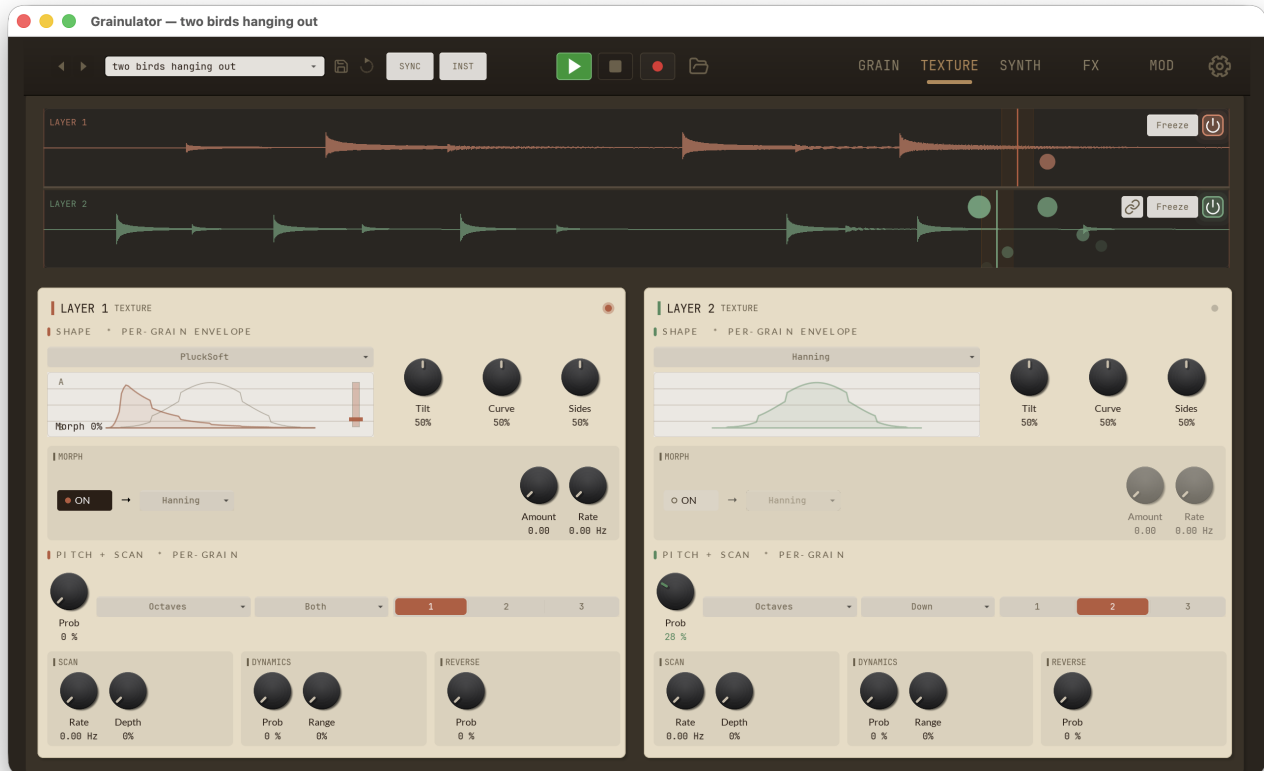 Grainulator — two birds hanging out
two birds hanging out SYNC INST GRAIN TEXTURE SYNTH FX MOD
LAYER 1 Freeze
LAYER 2 Freeze
LAYER 1 TEXTURE
SHAPE * PER-GRAIN ENVELOPE
PluckSoft
A
Morph 0%
Tilt Curve Sides
50% 50% 50%
MORPH
ON → Hanning
Amount Rate
0.00 0.00 Hz
PITCH + SCAN * PER-GRAIN
Octaves Both 1 2 3
Prob
0 %
SCAN DYNAMICS REVERSE
Rate Depth Prob Range Prob
0.00 Hz 0% 0 % 0% 0 %
LAYER 2 TEXTURE
SHAPE * PER-GRAIN ENVELOPE
Hanning
Tilt Curve Sides
50% 50% 50%
MORPH
ON → Hanning
Amount Rate
0.00 0.00 Hz
PITCH + SCAN * PER-GRAIN
Octaves Down 1 2 3
Prob
28 %
SCAN DYNAMICS REVERSE
Rate Depth Prob Range Prob
0.00 Hz 0% 0 % 0% 0 %